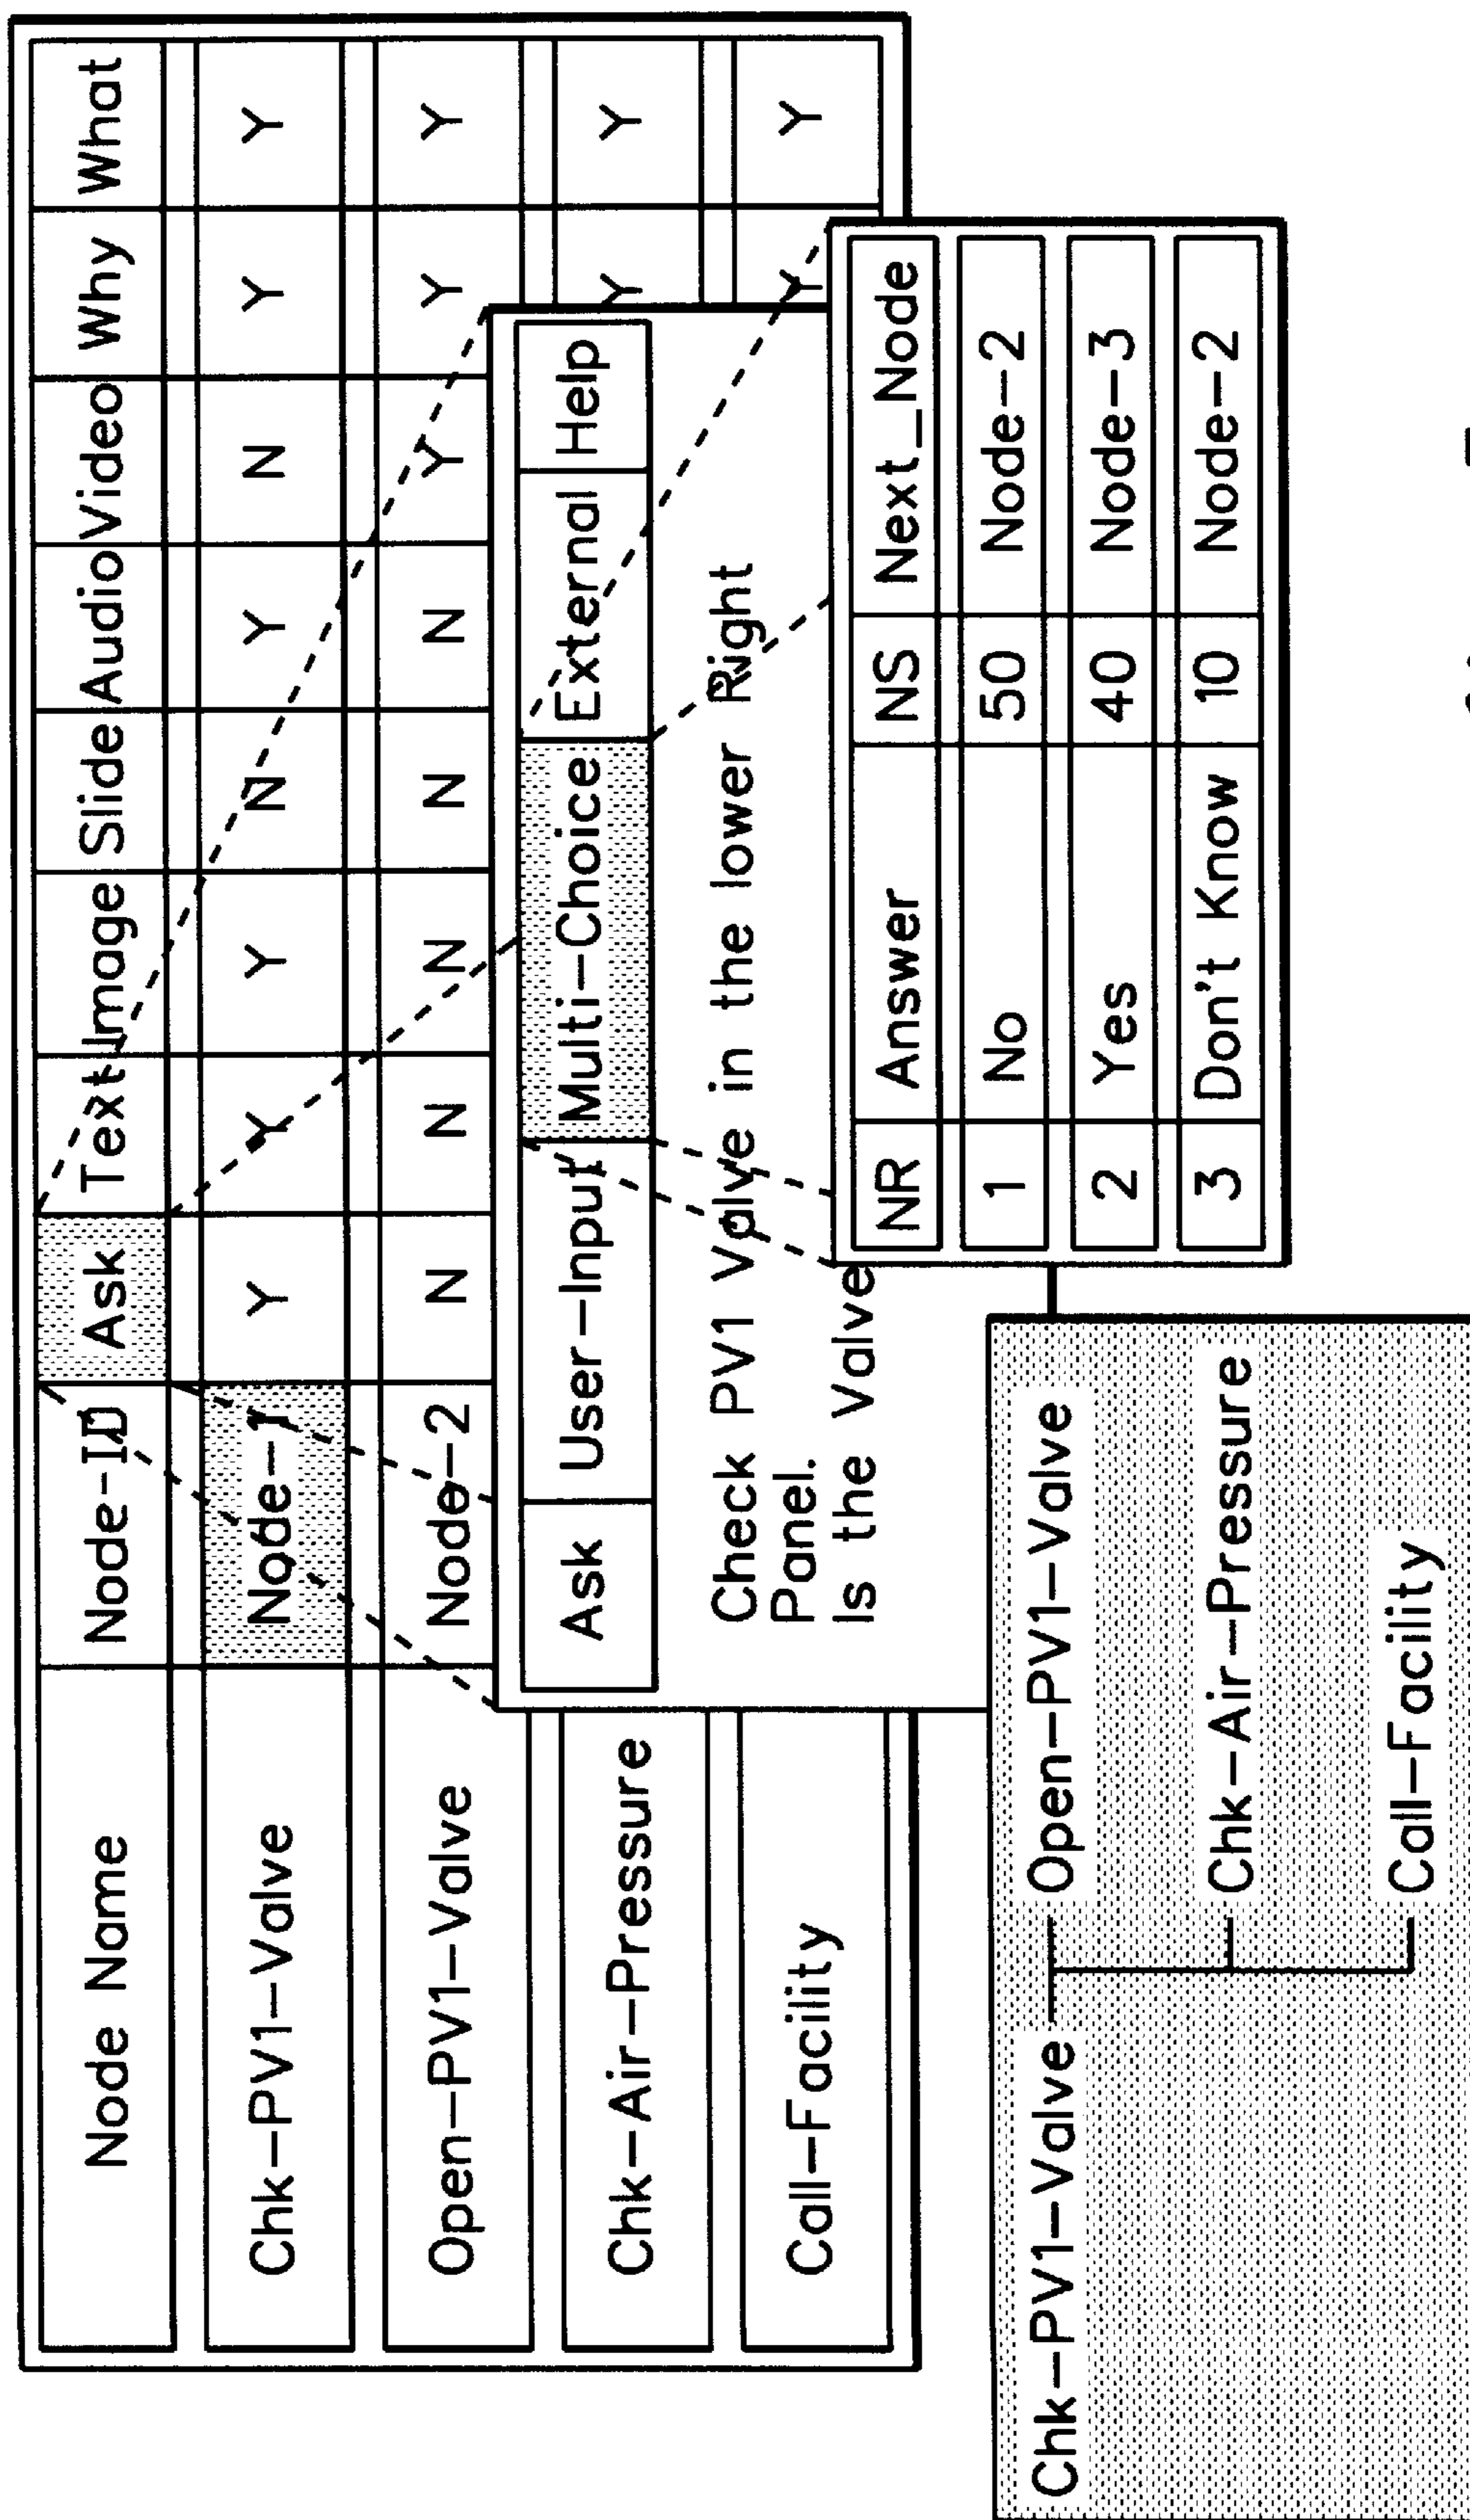 Node Name Node-ID Ask Text Image Slide Audio Video Why What
Chk-PV1-Valve Node-1 Y Y Y N Y N Y Y
Open-PV1-Valve Node-2 N N N N N Y Y Y
Chk-Air-Pressure Y Y
Call-Facility Y Y
Ask User-Input Multi-Choice External Help
Check PV1 Valve in the lower Right
Panel.
Is the Valve
NR Answer NS Next_Node
1 No 50 Node-2
2 Yes 40 Node-3
3 Don't Know 10 Node-2
Chk-PV1-Valve Open-PV1-Valve
Chk-Air-Pressure
Call-Facility